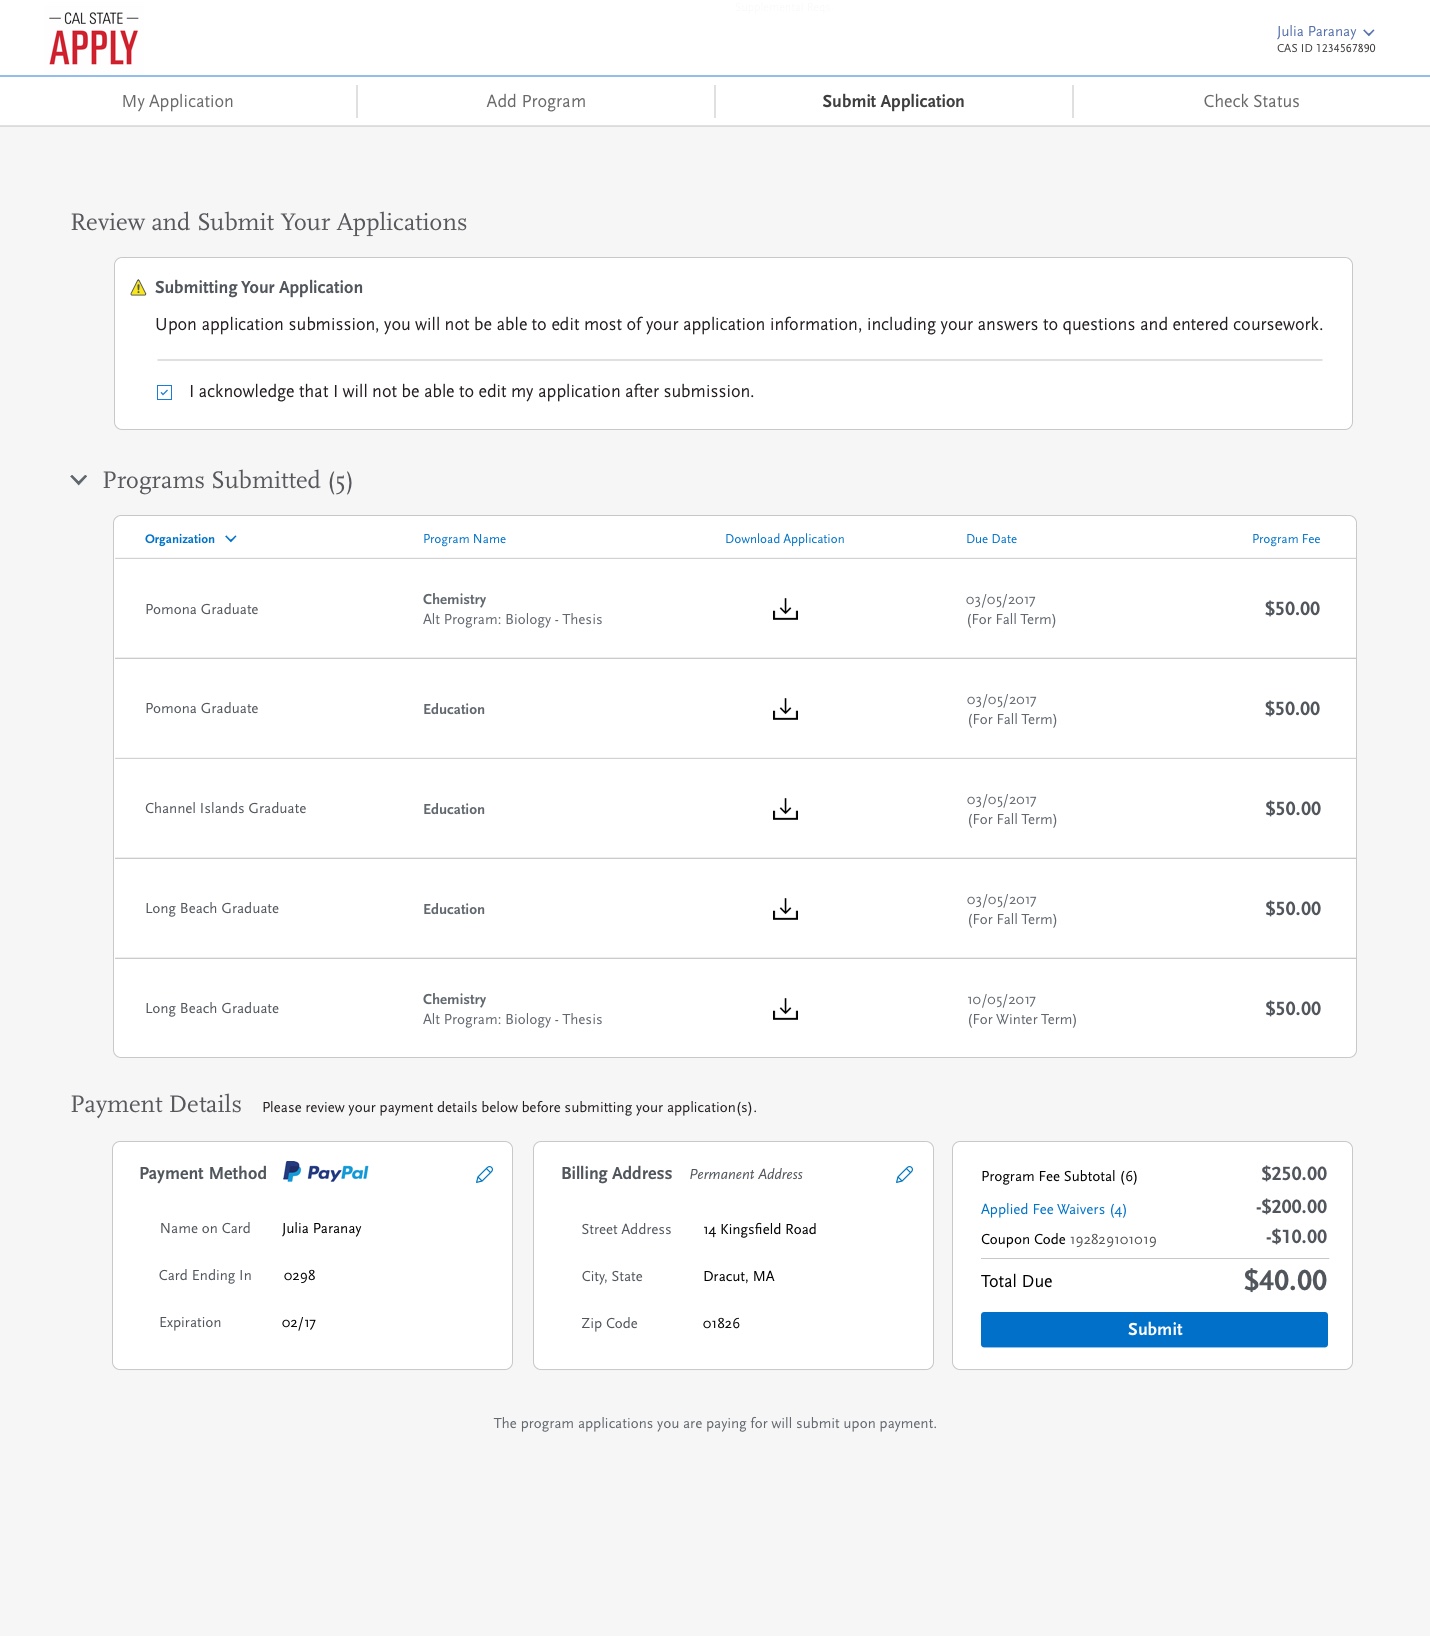 — CAL STATE —
APPLY
Julia Paranay
CAS ID 1234567890
My Application
Add Program
Submit Application
Check Status
Review and Submit Your Applications
Submitting Your Application
Upon application submission, you will not be able to edit most of your application information, including your answers to questions and entered coursework.
I acknowledge that I will not be able to edit my application after submission.
Programs Submitted (5)
Organization Program Name Download Application Due Date Program Fee
Pomona Graduate
Chemistry
Alt Program: Biology - Thesis
03/05/2017
(For Fall Term)
$50.00
Pomona Graduate
Education
03/05/2017
(For Fall Term)
$50.00
Channel Islands Graduate
Education
03/05/2017
(For Fall Term)
$50.00
Long Beach Graduate
Education
03/05/2017
(For Fall Term)
$50.00
Long Beach Graduate
Chemistry
Alt Program: Biology - Thesis
10/05/2017
(For Winter Term)
$50.00
Payment Details Please review your payment details below before submitting your application(s).
Payment Method PayPal
Name on Card Julia Paranay
Card Ending In 0298
Expiration 02/17
Billing Address Permanent Address
Street Address 14 Kingsfield Road
City, State Dracut, MA
Zip Code 01826
Program Fee Subtotal (6) $250.00
Applied Fee Waivers (4) -$200.00
Coupon Code 192829101019 -$10.00
Total Due $40.00
Submit
The program applications you are paying for will submit upon payment.